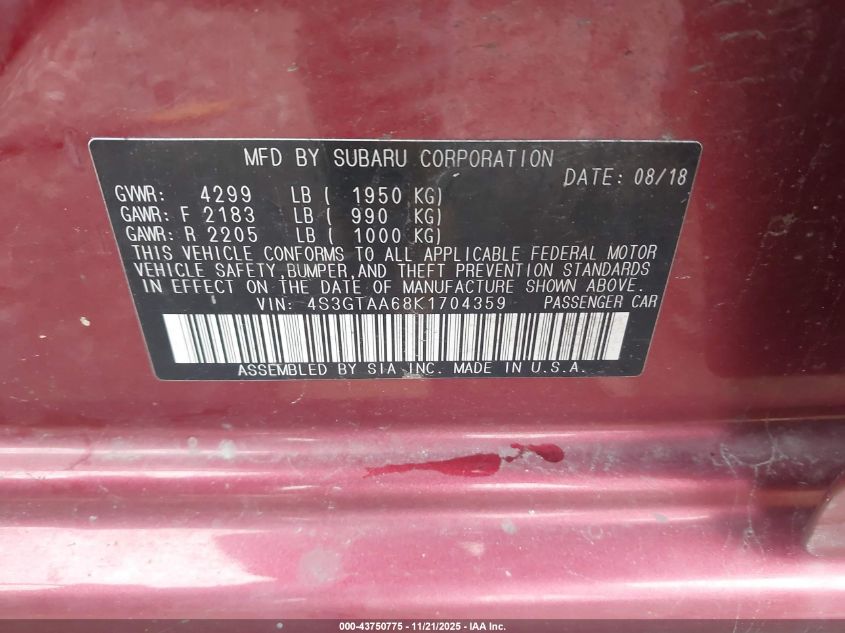 MFD BY SUBARU CORPORATION
DATE: 08/18
GVWR: 4299 LB ( 1950 KG)
GAWR: F 2183 LB ( 990 KG)
GAWR: R 2205 LB ( 1000 KG)
THIS VEHICLE CONFORMS TO ALL APPLICABLE FEDERAL MOTOR
VEHICLE SAFETY,BUMPER,AND THEFT PREVENTION STANDARDS
IN EFFECT ON THE DATE OF MANUFACTURE SHOWN ABOVE.
VIN: 4S3GTAA68K1704359 PASSENGER CAR
ASSEMBLED BY SIA INC. MADE IN U.S.A.
000-43750775 - 11/21/2025 - IAA Inc.